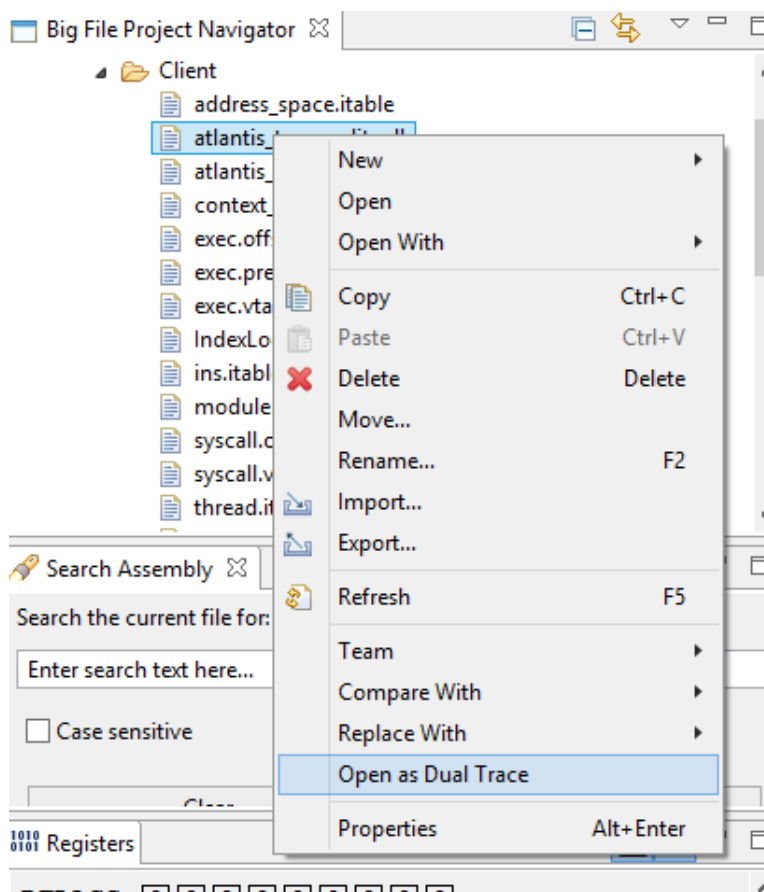 Big File Project Navigator
Client
address_space.itable
atlantis_
atlantis_
context_
exec.off
exec.pre
exec.vta
IndexLo
ins.itabl
module
syscall.
syscall.v
thread.it
New
Open
Open With
Copy Ctrl+C
Paste Ctrl+V
Delete Delete
Move...
Rename... F2
Import...
Export...
Refresh F5
Team
Compare With
Replace With
Open as Dual Trace
Properties Alt+Enter
Search Assembly
Search the current file for:
Enter search text here...
Case sensitive
1010
0101 Registers